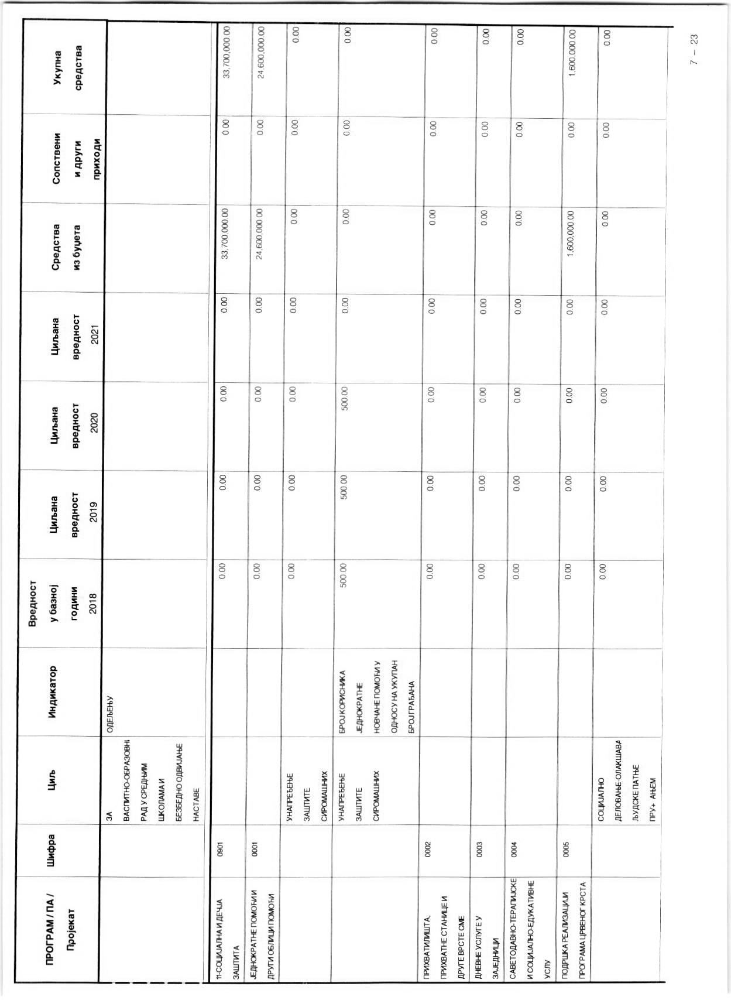 ПРОГРАМ / ПА /
Пројекат
Шифра
Циљ
Индикатор
Вредност
у базној
години
2018
Циљана
вредност
2019
Циљана
вредност
2020
Циљана
вредност
2021
Средства
из буџета
Сопствени
и други
приходи
Укупна
средства
ЗА
ВАСПИТНО-ОБРАЗОВНИ
РАД У СРЕДЊИМ
ШКОЛАМА И
БЕЗБЕДНО ОДВИЈАЊЕ
НАСТАВЕ
ОДЕЉЕЊУ
11-СОЦИЈАЛНА И ДЕЧЈА
ЗАШТИТА
0901
0.00
0.00
0.00
0.00
33,700,000.00
0.00
33,700,000.00
ЈЕДНОКРАТНЕ ПОМОЋИ И
ДРУГИ ОБЛИЦИ ПОМОЋИ
0001
0.00
0.00
0.00
0.00
24,600,000.00
0.00
24,600,000.00
УНАПРЕЂЕЊЕ
ЗАШТИТЕ
СИРОМАШНИХ
0.00
0.00
0.00
0.00
0.00
0.00
0.00
УНАПРЕЂЕЊЕ
ЗАШТИТЕ
СИРОМАШНИХ
БРОЈ КОРИСНИКА
ЈЕДНОКРАТНЕ
НОВЧАНЕ ПОМОЋИ У
ОДНОСУ НА УКУПАН
БРОЈ ГРАЂАНА
500.00
500.00
500.00
0.00
0.00
0.00
0.00
ПРИХВАТИЛИШТА,
ПРИХВАТНЕ СТАНИЦЕ И
ДРУГЕ ВРСТЕ СМЕ
0002
0.00
0.00
0.00
0.00
0.00
0.00
0.00
ДНЕВНЕ УСЛУГЕ У
ЗАЈЕДНИЦИ
0003
0.00
0.00
0.00
0.00
0.00
0.00
0.00
САВЕТОДАВНО-ТЕРАПИЈСКЕ
И СОЦИЈАЛНО-ЕДУКАТИВНЕ
УСЛУ
0004
0.00
0.00
0.00
0.00
0.00
0.00
0.00
ПОДРШКА РЕАЛИЗАЦИЈИ
ПРОГРАМА ЦРВЕНОГ КРСТА
0005
0.00
0.00
0.00
0.00
1,600,000.00
0.00
1,600,000.00
СОЦИЈАЛНО
ДЕЛОВАЊЕ-ОЛАКШАВА
ЉУДСКЕ ПАТЊЕ
ПРУ+ АЊЕМ
0.00
0.00
0.00
0.00
0.00
0.00
0.00
7 – 23